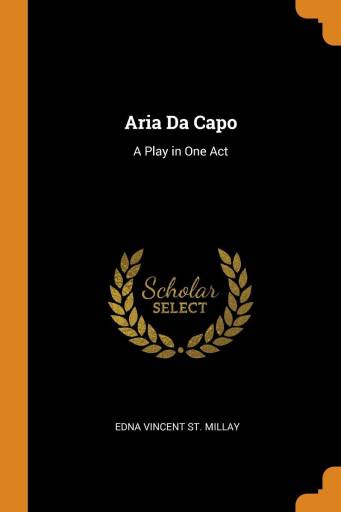 Aria Da Capo
A Play in One Act
Scholar
SELECT
EDNA VINCENT ST. MILLAY